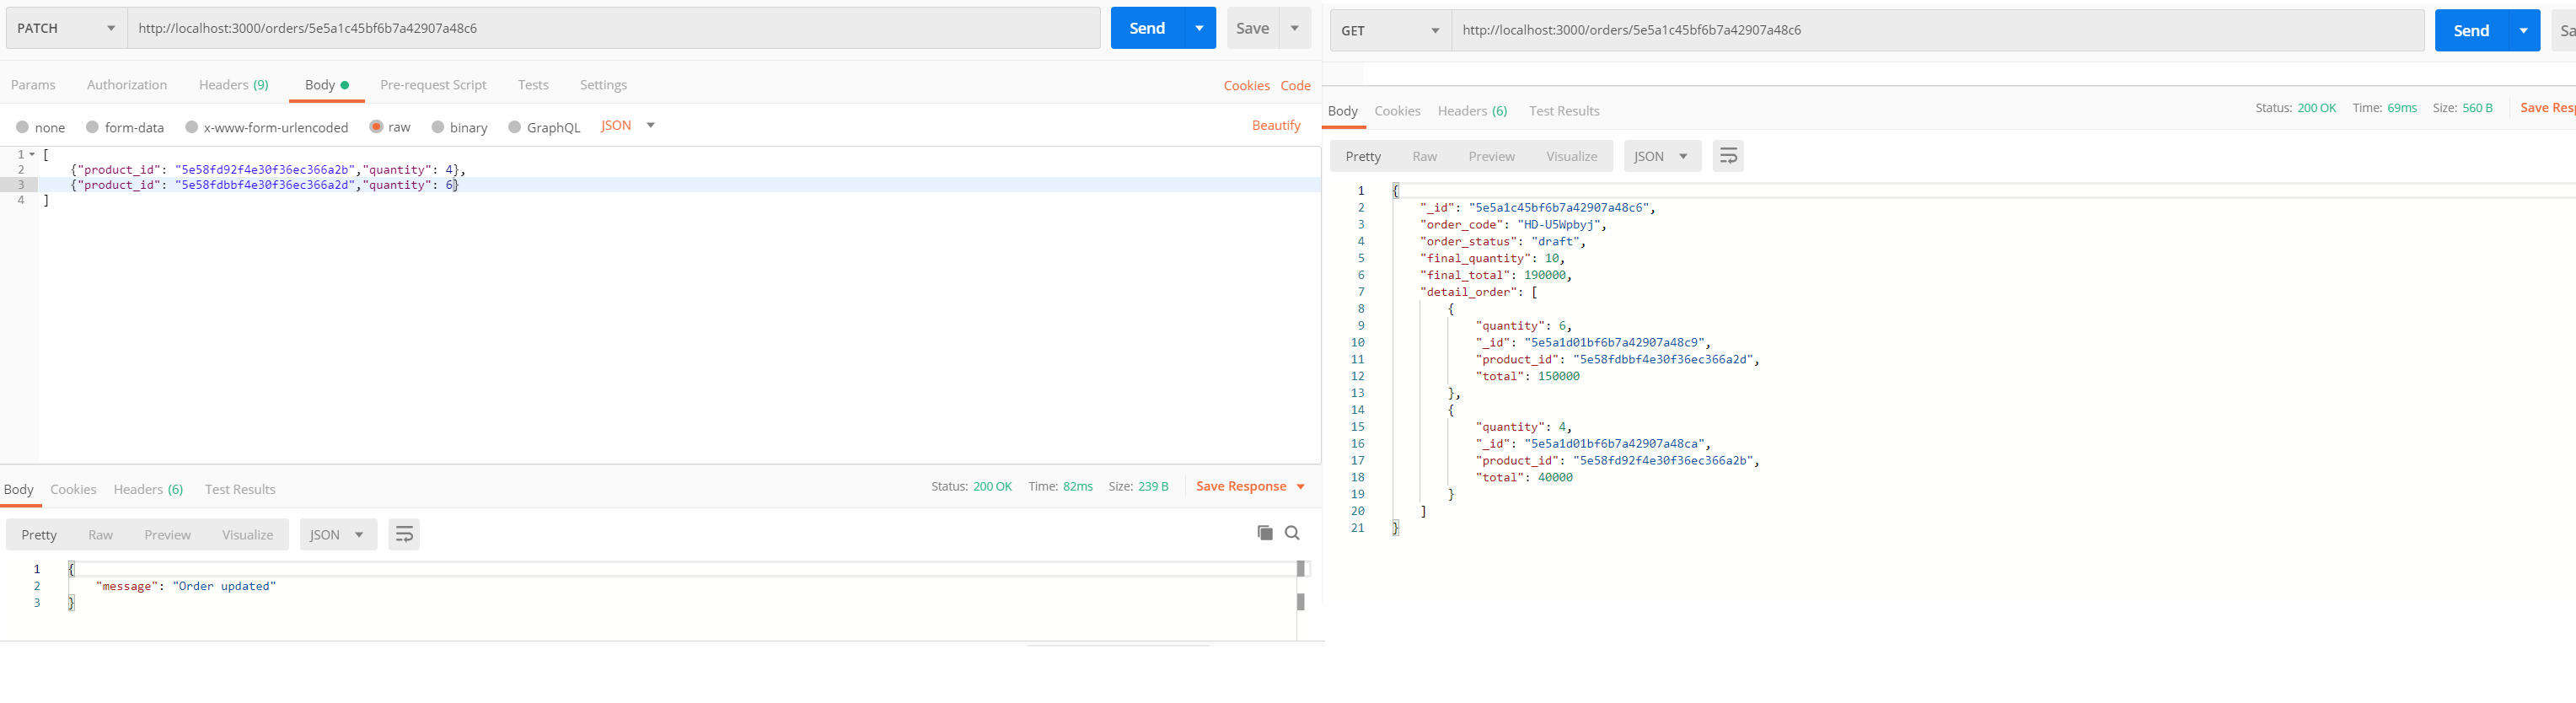 PATCH http://localhost:3000/orders/5e5a1c45bf6b7a42907a48c6 Send Save
Params Authorization Headers (9) Body Pre-request Script Tests Settings Cookies Code
none form-data x-www-form-urlencoded raw binary GraphQL JSON Beautify
1 [
2 {"product_id": "5e58fd92f4e30f36ec366a2b","quantity": 4},
3 {"product_id": "5e58fdbbf4e30f36ec366a2d","quantity": 6}
4 ]
Body Cookies Headers (6) Test Results Status: 200 OK Time: 82ms Size: 239 B Save Response
Pretty Raw Preview Visualize JSON
1 {
2 "message": "Order updated"
3 }
GET http://localhost:3000/orders/5e5a1c45bf6b7a42907a48c6 Send Sa
Body Cookies Headers (6) Test Results Status: 200 OK Time: 69ms Size: 560 B Save Resp
Pretty Raw Preview Visualize JSON
1 {
2 "_id": "5e5a1c45bf6b7a42907a48c6",
3 "order_code": "HD-U5Wpbyj",
4 "order_status": "draft",
5 "final_quantity": 10,
6 "final_total": 190000,
7 "detail_order": [
8 {
9 "quantity": 6,
10 "_id": "5e5a1d01bf6b7a42907a48c9",
11 "product_id": "5e58fdbbf4e30f36ec366a2d",
12 "total": 150000
13 },
14 {
15 "quantity": 4,
16 "_id": "5e5a1d01bf6b7a42907a48ca",
17 "product_id": "5e58fd92f4e30f36ec366a2b",
18 "total": 40000
19 }
20 ]
21 }